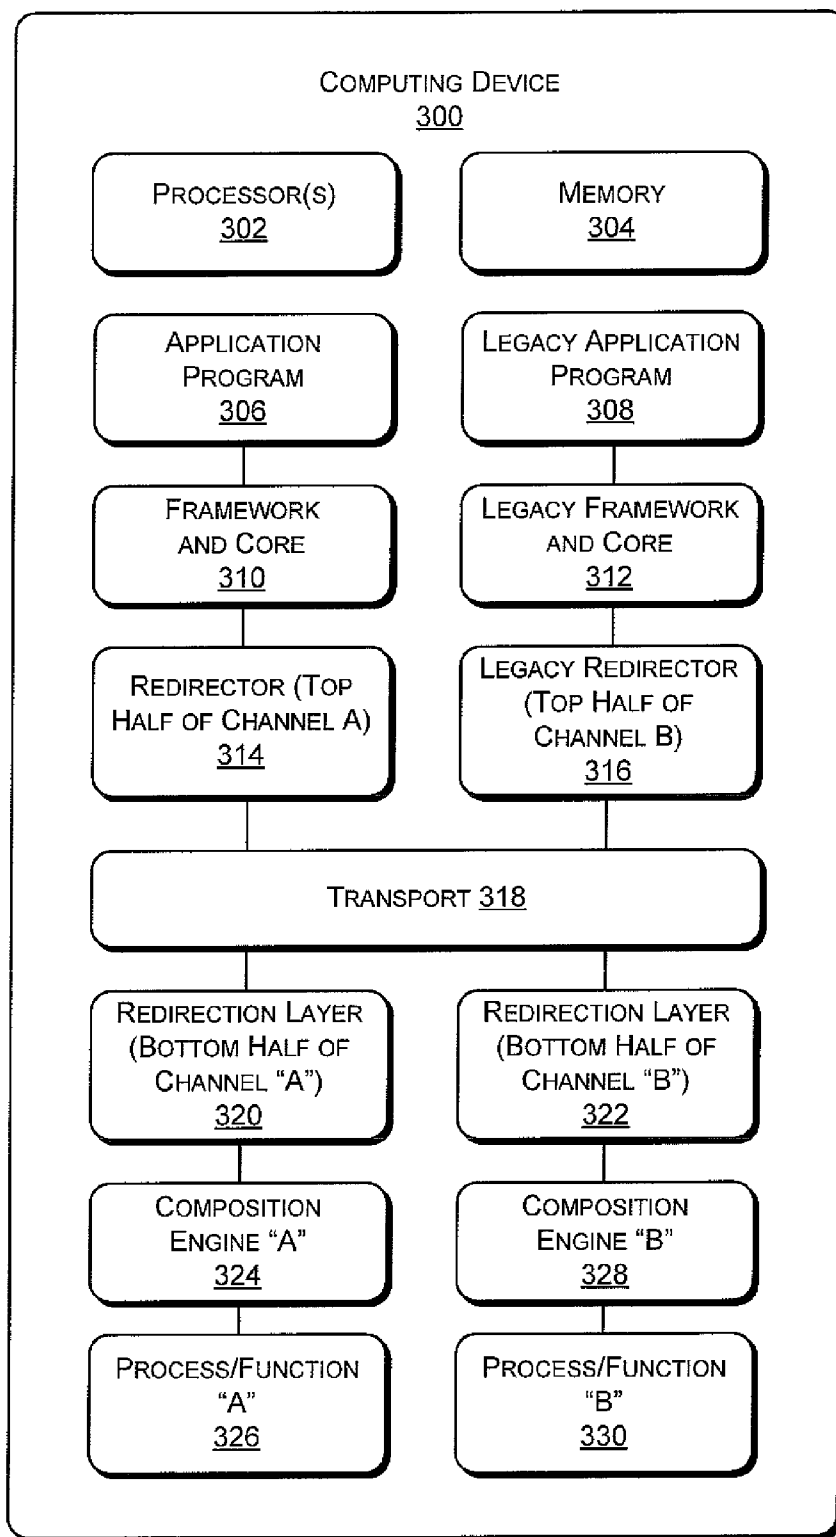 COMPUTING DEVICE
300
PROCESSOR(S)
302
MEMORY
304
APPLICATION
PROGRAM
306
LEGACY APPLICATION
PROGRAM
308
FRAMEWORK
AND CORE
310
LEGACY FRAMEWORK
AND CORE
312
REDIRECTOR (TOP
HALF OF CHANNEL A)
314
LEGACY REDIRECTOR
(TOP HALF OF
CHANNEL B)
316
TRANSPORT 318
REDIRECTION LAYER
(BOTTOM HALF OF
CHANNEL “A”)
320
REDIRECTION LAYER
(BOTTOM HALF OF
CHANNEL “B”)
322
COMPOSITION
ENGINE “A”
324
COMPOSITION
ENGINE “B”
328
PROCESS/FUNCTION
“A”
326
PROCESS/FUNCTION
“B”
330